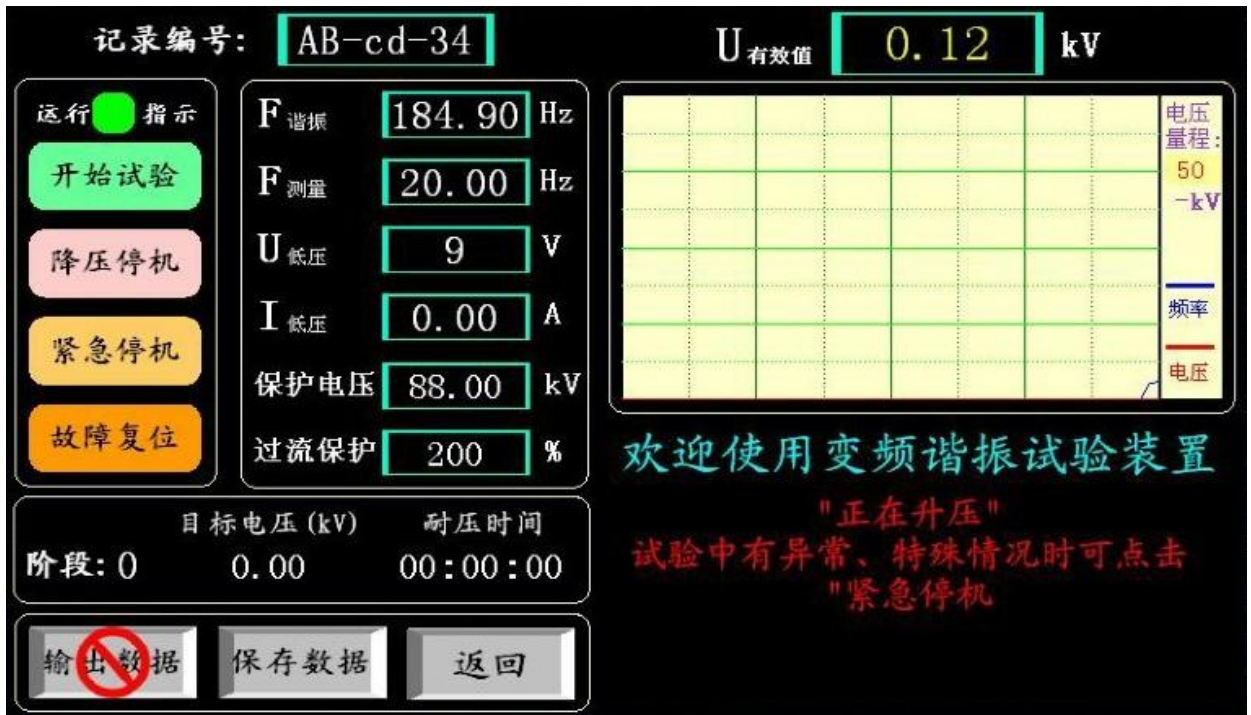 记录编号: AB-cd-34
U有效值 0.12 kV
运行 指示
开始试验
降压停机
紧急停机
故障复位
F谐振 184.90 Hz
F测量 20.00 Hz
U低压 9 V
I低压 0.00 A
保护电压 88.00 kV
过流保护 200 %
电压
量程:
50
-kV
频率
电压
欢迎使用变频谐振试验装置
"正在升压"
试验中有异常、特殊情况时可点击
"紧急停机
目标电压(kV) 耐压时间
阶段: 0 0.00 00:00:00
输出数据 保存数据 返回